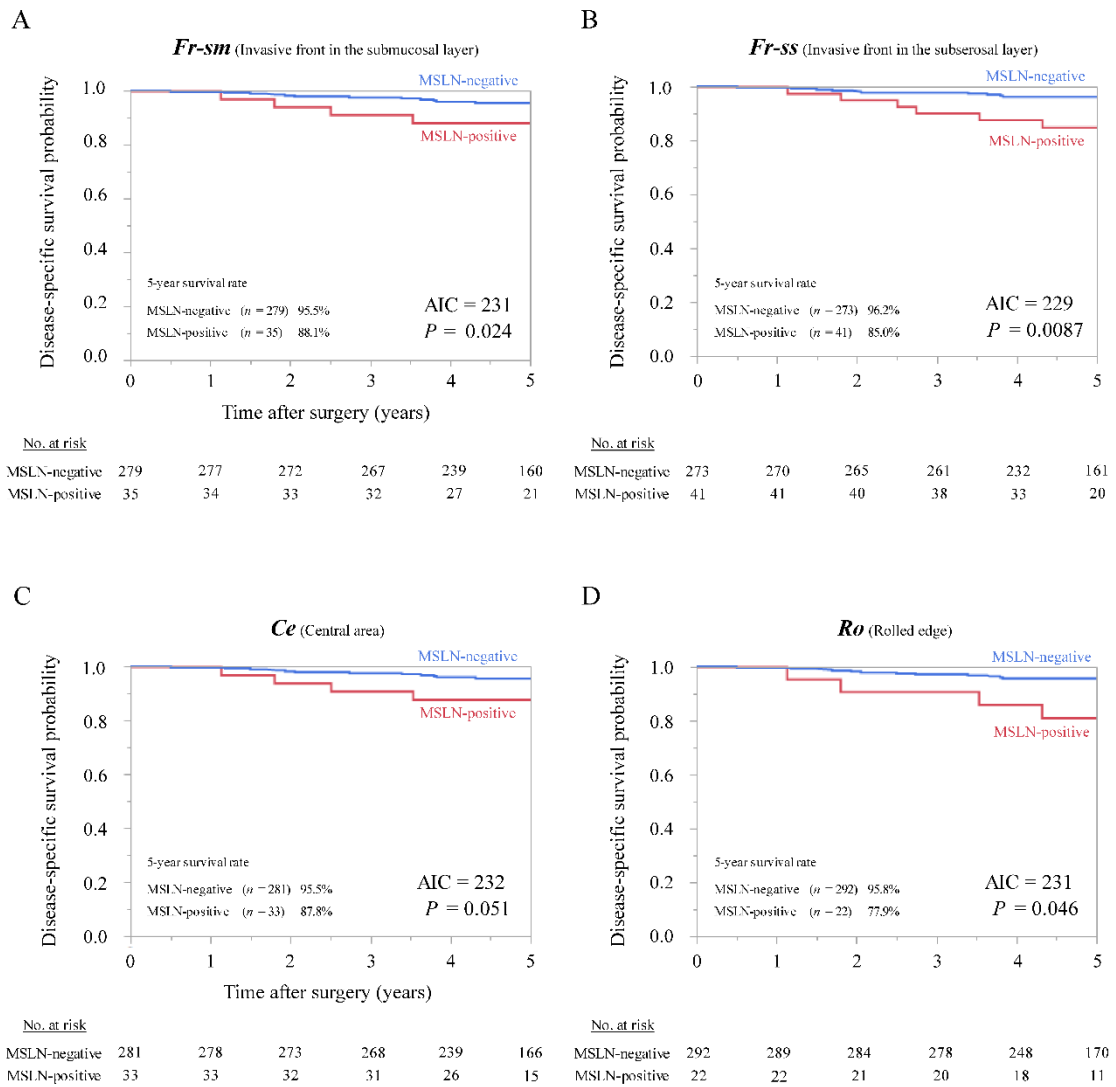 A
Fr-sm (Invasive front in the submucosal layer)
Disease-specific survival probability
1.0
0.8
0.6
0.4
0.2
0.0
MSLN-negative
MSLN-positive
5-year survival rate
MSLN-negative (n = 279) 95.5%
MSLN-positive (n = 35) 88.1%
AIC = 231
P = 0.024
0 1 2 3 4 5
Time after surgery (years)
No. at risk
MSLN-negative 279 277 272 267 239 160
MSLN-positive 35 34 33 32 27 21
B
Fr-ss (Invasive front in the subserosal layer)
Disease-specific survival probability
1.0
0.8
0.6
0.4
0.2
0.0
MSLN-negative
MSLN-positive
5-year survival rate
MSLN-negative (n = 273) 96.2%
MSLN-positive (n = 41) 85.0%
AIC = 229
P = 0.0087
0 1 2 3 4 5
No. at risk
MSLN-negative 273 270 265 261 232 161
MSLN-positive 41 41 40 38 33 20
C
Ce (Central area)
Disease-specific survival probability
1.0
0.8
0.6
0.4
0.2
0.0
MSLN-negative
MSLN-positive
5-year survival rate
MSLN-negative (n = 281) 95.5%
MSLN-positive (n = 33) 87.8%
AIC = 232
P = 0.051
0 1 2 3 4 5
Time after surgery (years)
No. at risk
MSLN-negative 281 278 273 268 239 166
MSLN-positive 33 33 32 31 26 15
D
Ro (Rolled edge)
Disease-specific survival probability
1.0
0.8
0.6
0.4
0.2
0.0
MSLN-negative
MSLN-positive
5-year survival rate
MSLN-negative (n = 292) 95.8%
MSLN-positive (n = 22) 77.9%
AIC = 231
P = 0.046
0 1 2 3 4 5
No. at risk
MSLN-negative 292 289 284 278 248 170
MSLN-positive 22 22 21 20 18 11